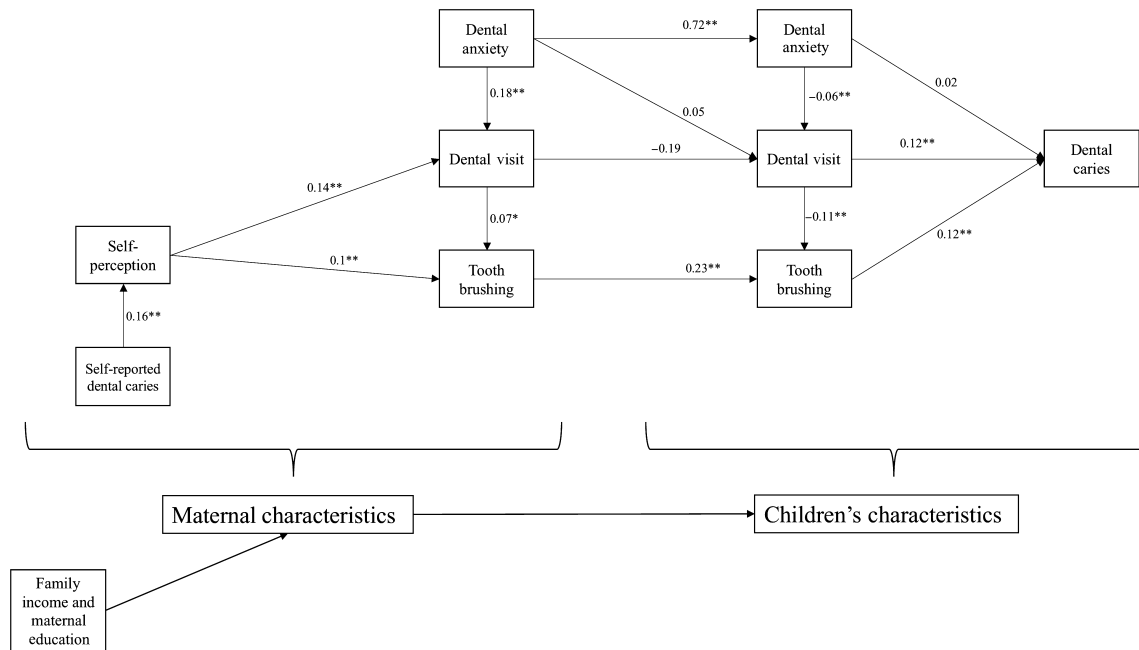 Dental
anxiety
0.72**
Dental
anxiety
0.18**
0.05
−0.06**
0.02
Dental visit
−0.19
Dental visit
0.12**
Dental
caries
0.14**
0.07*
−0.11**
0.12**
Self-
perception
0.1**
Tooth
brushing
0.23**
Tooth
brushing
0.16**
Self-reported
dental caries
Maternal characteristics
Children’s characteristics
Family
income and
maternal
education